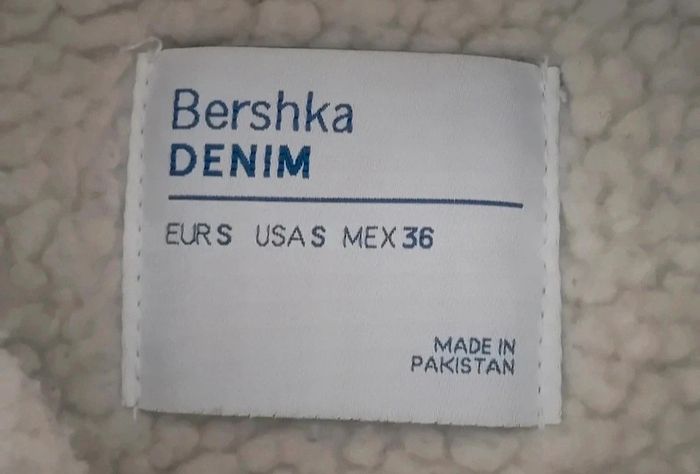 Bershka
DENIM
EUR S USA S MEX 36
MADE IN
PAKISTAN